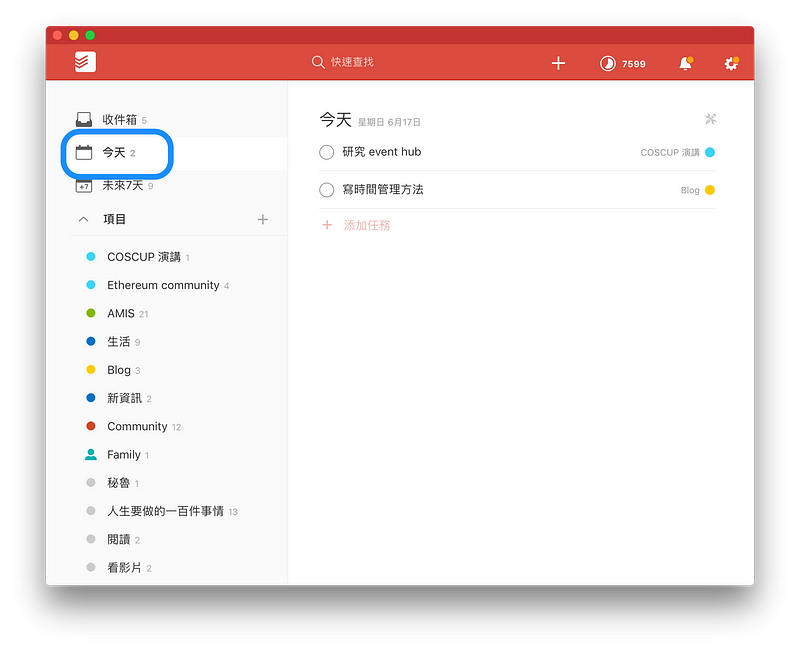 快速查找
7599
收件箱 5
今天 2
+7 未來7天 9
項目
COSCUP 演講 1
Ethereum community 4
AMIS 21
生活 9
Blog 3
新資訊 2
Community 12
Family 1
秘魯 1
人生要做的一百件事情 13
閱讀 2
看影片 2
今天 星期日 6月17日
研究 event hub COSCUP 演講
寫時間管理方法 Blog
+ 添加任務